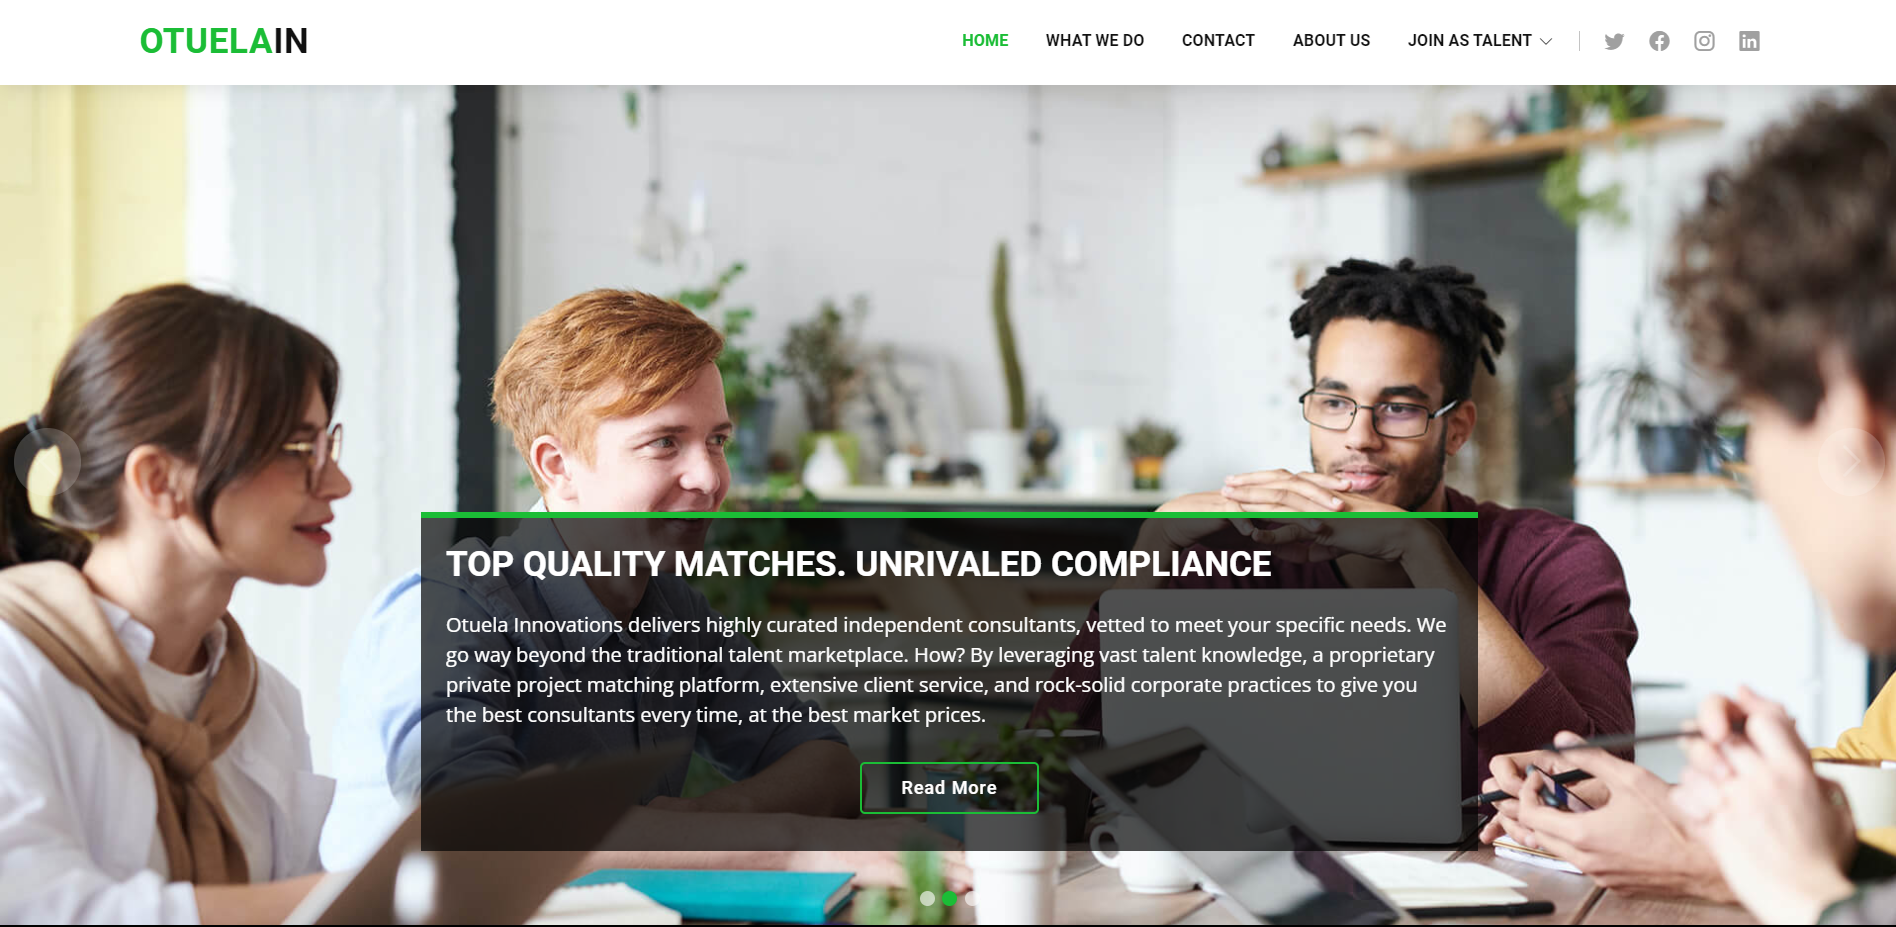 OTUELAIN
HOME WHAT WE DO CONTACT ABOUT US JOIN AS TALENT
TOP QUALITY MATCHES. UNRIVALED COMPLIANCE
Otuela Innovations delivers highly curated independent consultants, vetted to meet your specific needs. We
go way beyond the traditional talent marketplace. How? By leveraging vast talent knowledge, a proprietary
private project matching platform, extensive client service, and rock-solid corporate practices to give you
the best consultants every time, at the best market prices.
Read More